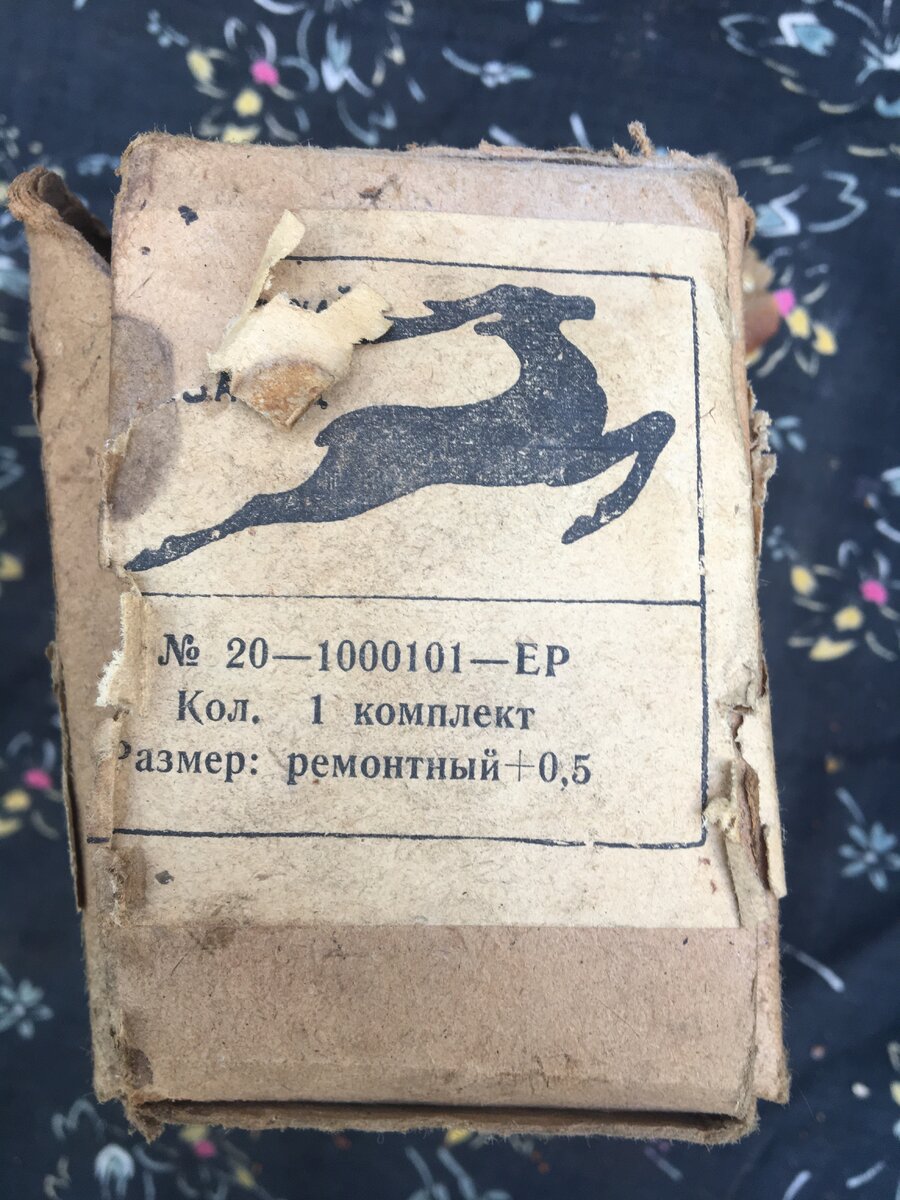 № 20—1000101—ЕР
Кол. 1 комплект
Размер: ремонтный+0,5